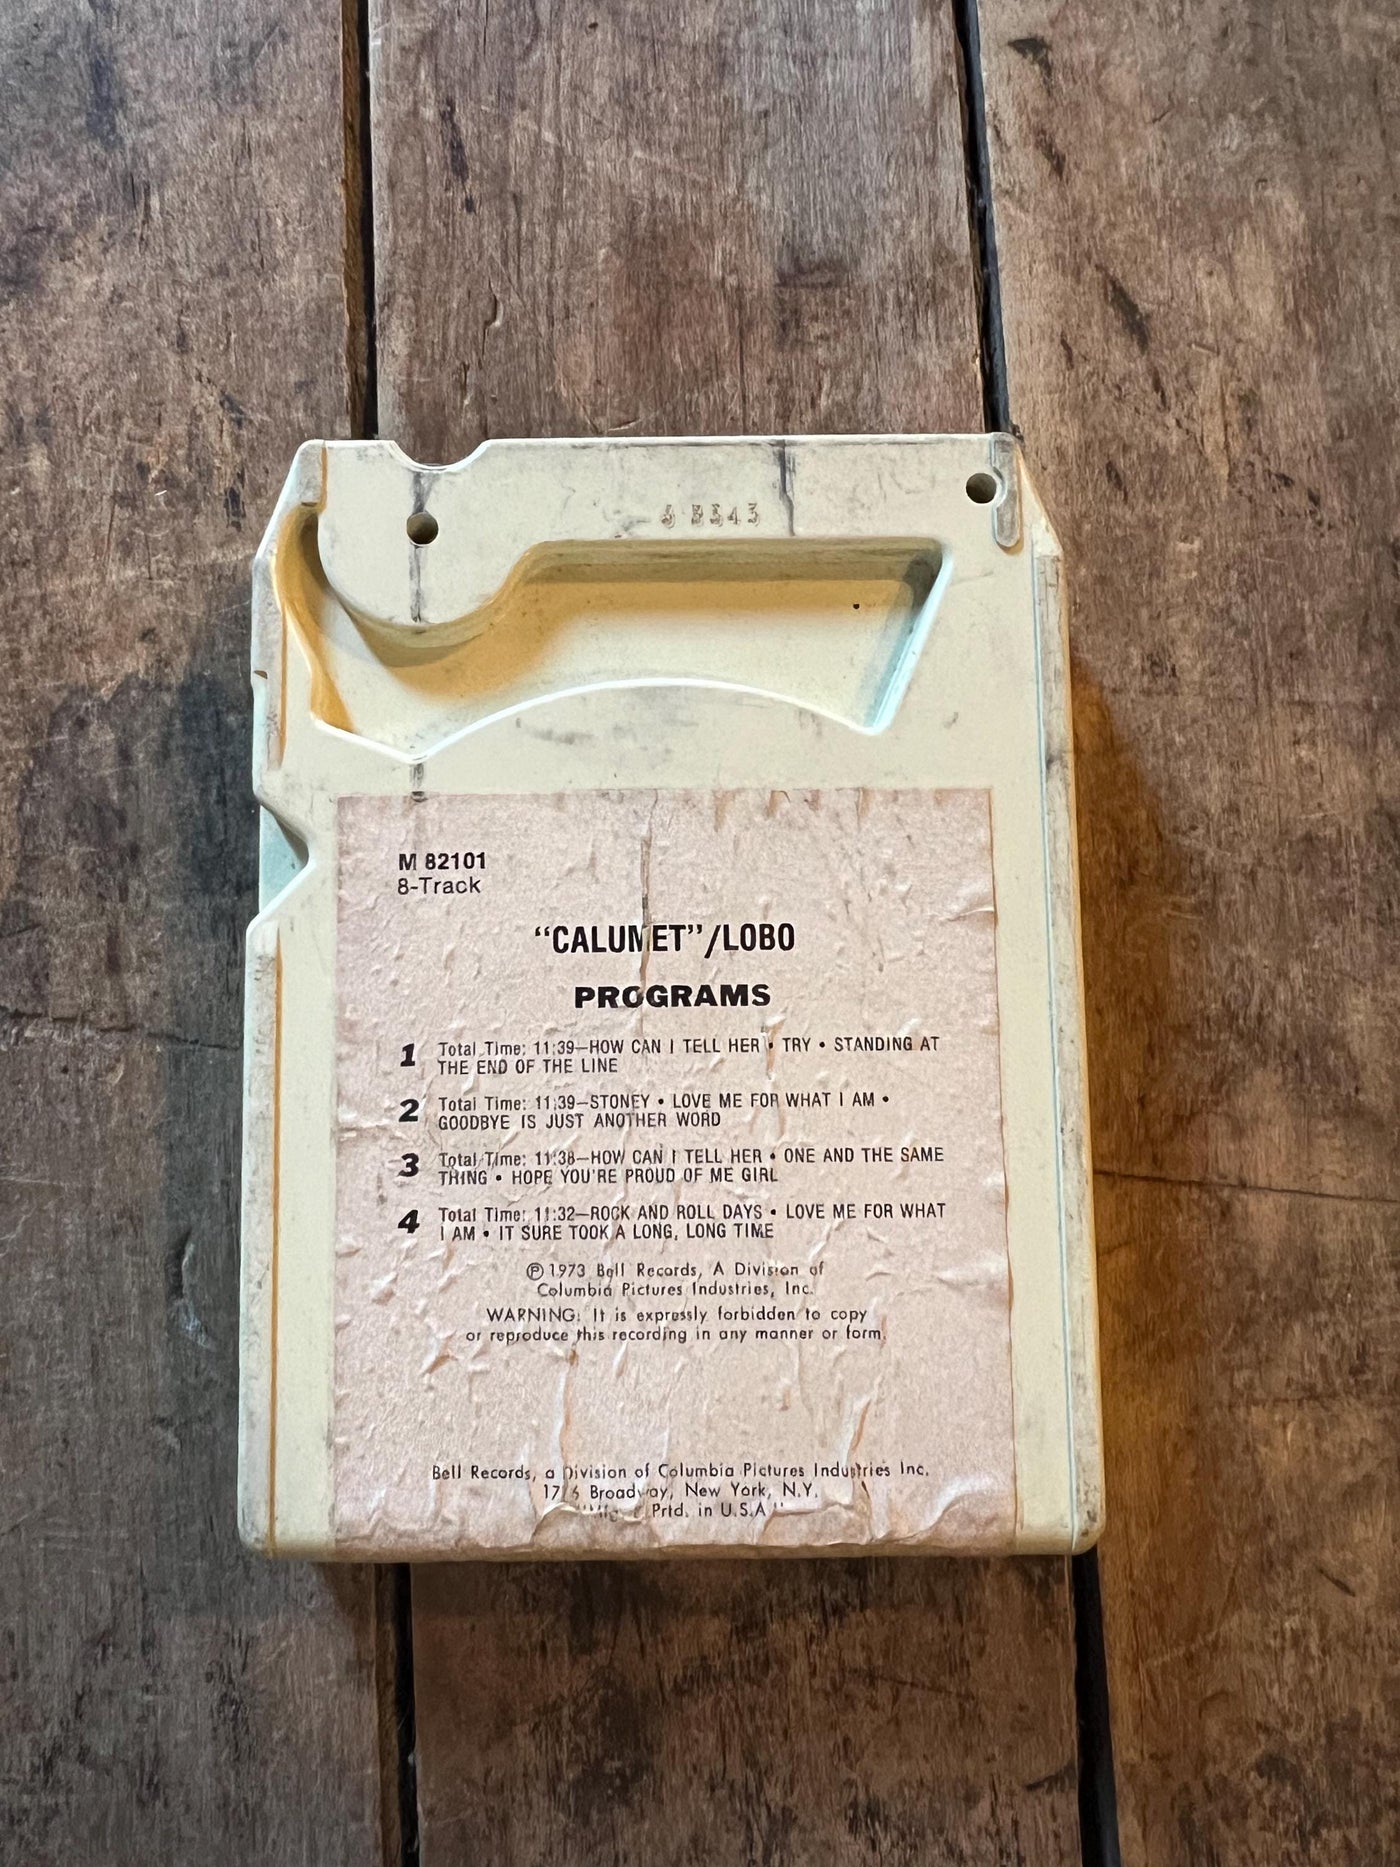 M 82101
8-Track
"CALUMET"/LOBO
PROGRAMS
1 Total Time: 11:39—HOW CAN I TELL HER • TRY • STANDING AT
THE END OF THE LINE
2 Total Time: 11:39—STONEY • LOVE ME FOR WHAT I AM •
GOODBYE IS JUST ANOTHER WORD
3 Total Time: 11:38—HOW CAN I TELL HER • ONE AND THE SAME
THING • HOPE YOU'RE PROUD OF ME GIRL
4 Total Time: 11:32—ROCK AND ROLL DAYS • LOVE ME FOR WHAT
I AM • IT SURE TOOK A LONG, LONG TIME
℗ 1973 Bell Records, A Division of
Columbia Pictures Industries, Inc.
WARNING: It is expressly forbidden to copy
or reproduce this recording in any manner or form.
Bell Records, a Division of Columbia Pictures Industries Inc.
Broadway, New York, N.Y.
Prtd. in U.S.A